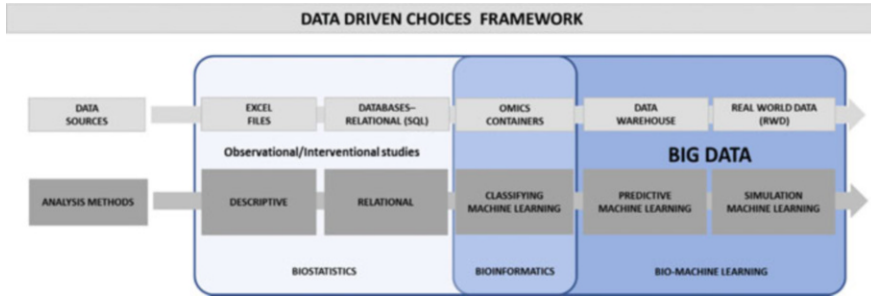 DATA DRIVEN CHOICES FRAMEWORK
DATA
SOURCES
EXCEL
FILES
DATABASES–
RELATIONAL (SQL)
OMICS
CONTAINERS
DATA
WAREHOUSE
REAL WORLD DATA
(RWD)
Observational/Interventional studies
BIG DATA
ANALYSIS METHODS
DESCRIPTIVE
RELATIONAL
CLASSIFYING
MACHINE LEARNING
PREDICTIVE
MACHINE LEARNING
SIMULATION
MACHINE LEARNING
BIOSTATISTICS
BIOINFORMATICS
BIO-MACHINE LEARNING